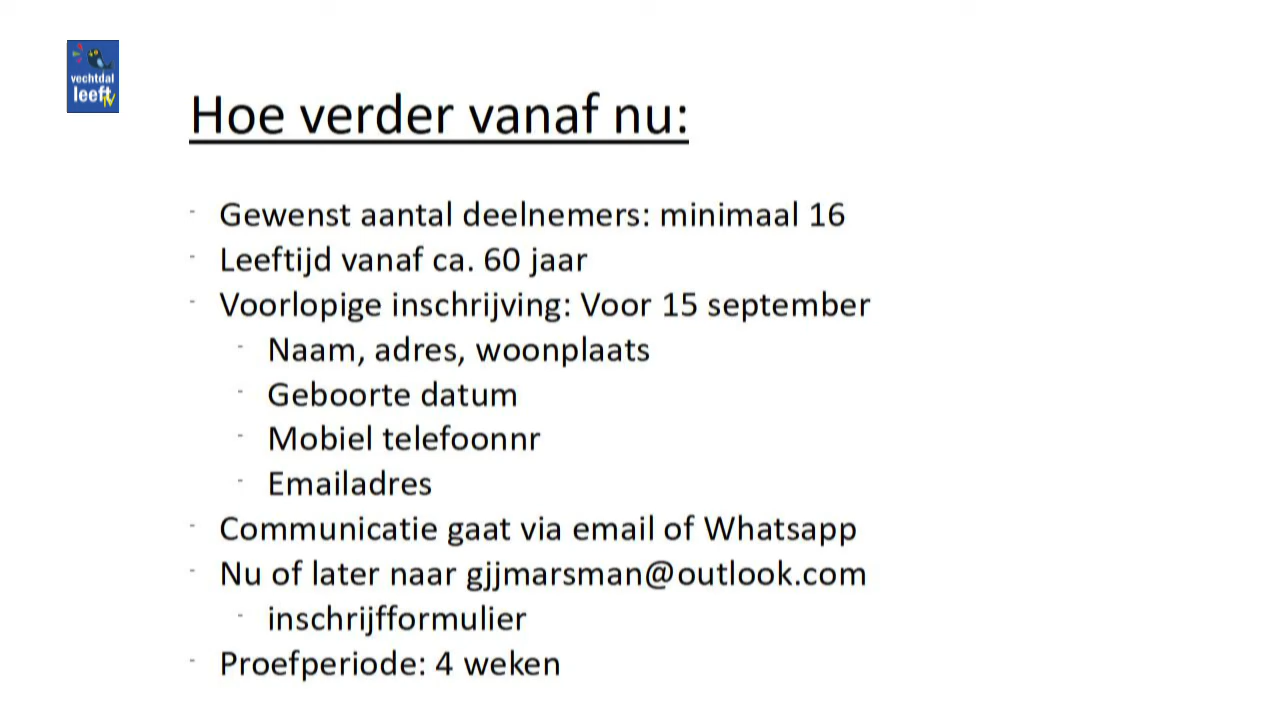 vechtdal
leeft
TV
Hoe verder vanaf nu:
- Gewenst aantal deelnemers: minimaal 16
- Leeftijd vanaf ca. 60 jaar
- Voorlopige inschrijving: Voor 15 september
- Naam, adres, woonplaats
- Geboorte datum
- Mobiel telefoonnr
- Emailadres
- Communicatie gaat via email of Whatsapp
- Nu of later naar gjjmarsman@outlook.com
- inschrijfformulier
- Proefperiode: 4 weken